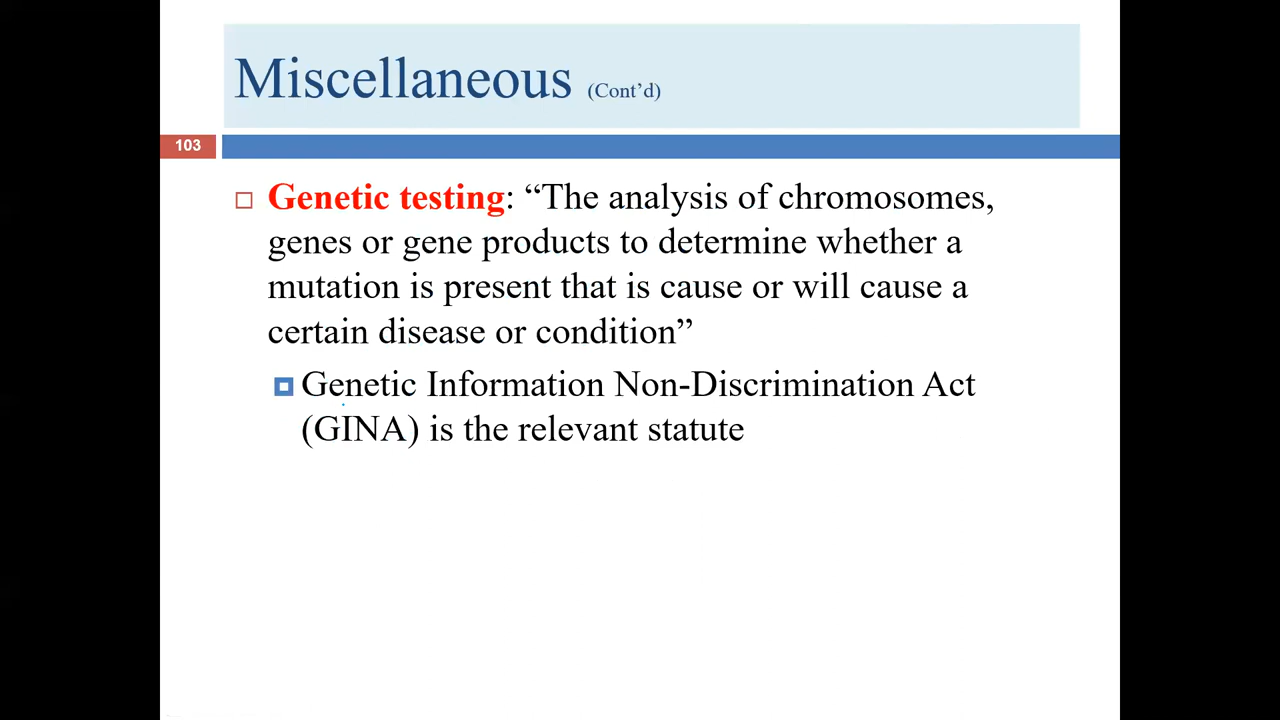 Miscellaneous (Cont’d)
103
Genetic testing: “The analysis of chromosomes,
genes or gene products to determine whether a
mutation is present that is cause or will cause a
certain disease or condition”
Genetic Information Non-Discrimination Act
(GINA) is the relevant statute